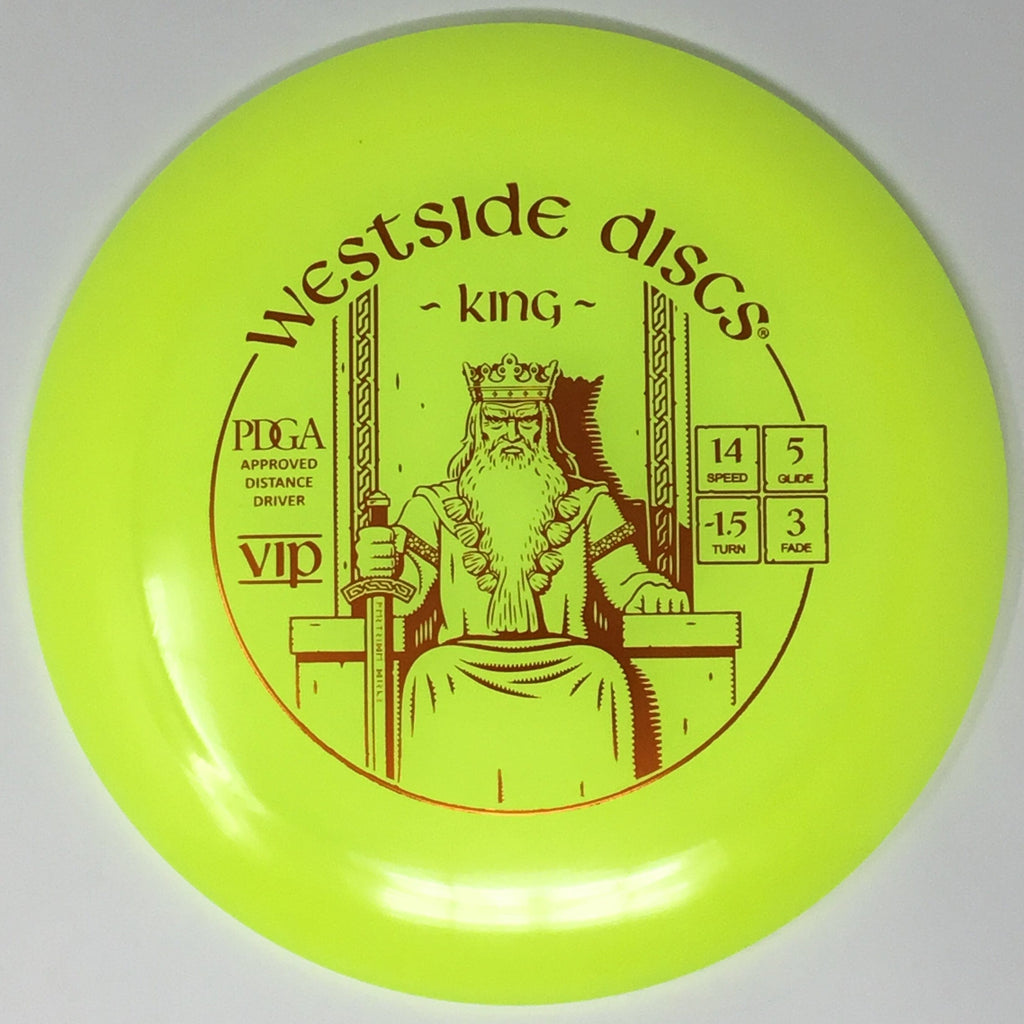 Westside discs®
~ King ~
PDGA
APPROVED
DISTANCE
DRIVER
VIP
14
SPEED
5
GLIDE
-1.5
TURN
3
FADE